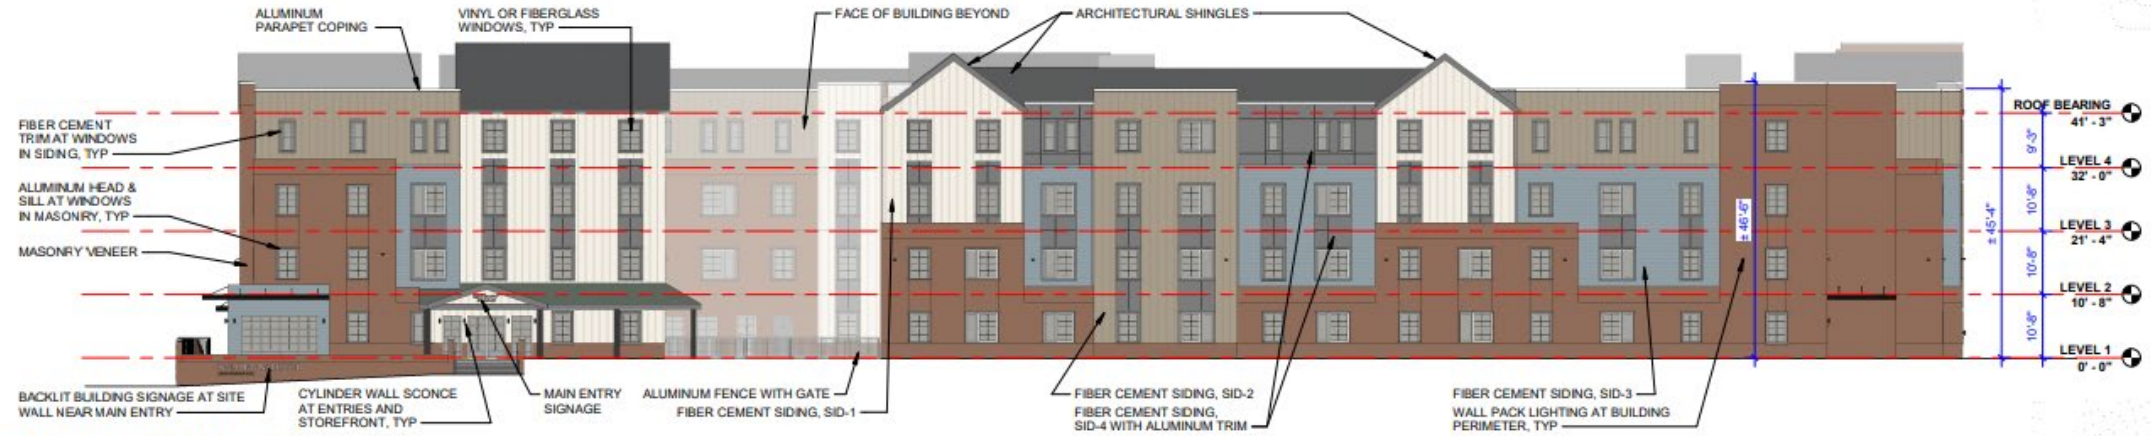 ALUMINUM
PARAPET COPING
VINYL OR FIBERGLASS
WINDOWS, TYP
FACE OF BUILDING BEYOND
ARCHITECTURAL SHINGLES
FIBER CEMENT
TRIM AT WINDOWS
IN SIDING, TYP
ALUMINUM HEAD &
SILL AT WINDOWS
IN MASONRY, TYP
MASONRY VENEER
ROOF BEARING
41' - 3"
9'-3"
LEVEL 4
32' - 0"
10'-8"
± 46'-6"
± 45'-4"
LEVEL 3
21' - 4"
10'-8"
LEVEL 2
10' - 8"
10'-8"
LEVEL 1
0' - 0"
BACKLIT BUILDING SIGNAGE AT SITE
WALL NEAR MAIN ENTRY
CYLINDER WALL SCONCE
AT ENTRIES AND
STOREFRONT, TYP
MAIN ENTRY
SIGNAGE
ALUMINUM FENCE WITH GATE
FIBER CEMENT SIDING, SID-1
FIBER CEMENT SIDING, SID-2
FIBER CEMENT SIDING,
SID-4 WITH ALUMINUM TRIM
FIBER CEMENT SIDING, SID-3
WALL PACK LIGHTING AT BUILDING
PERIMETER, TYP